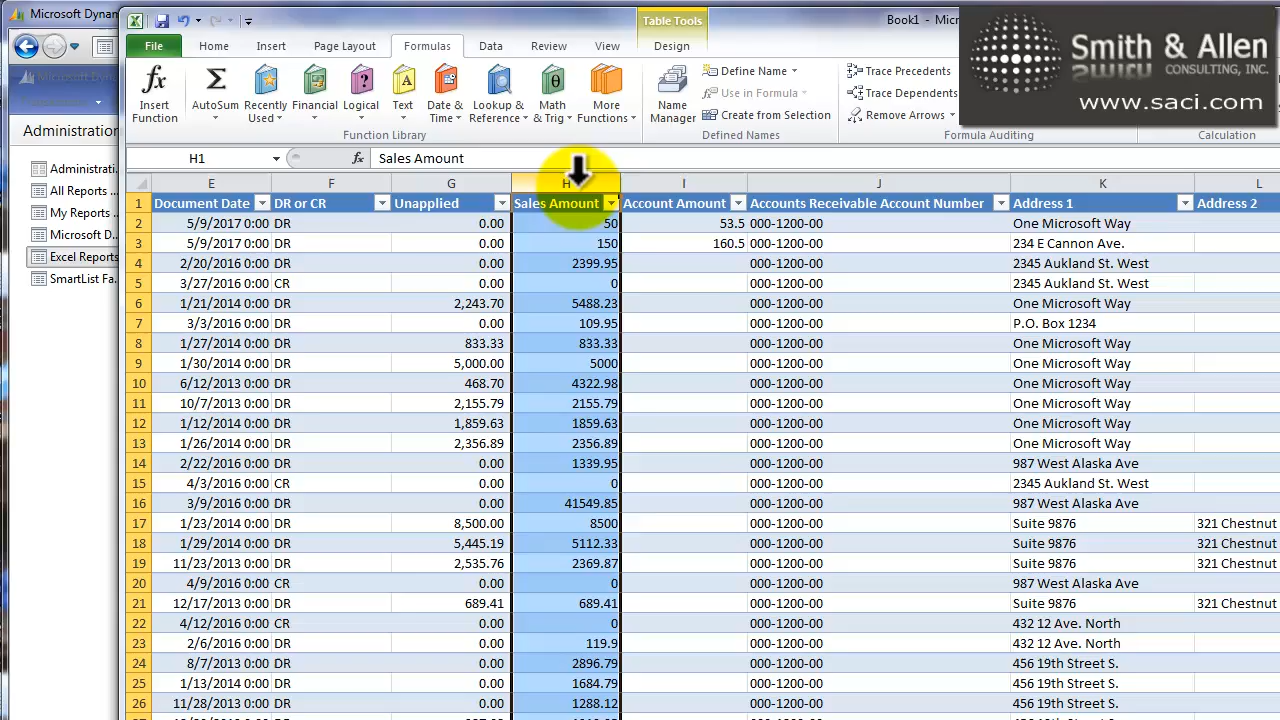 Microsoft Dynam
Table Tools
Book1 - Micr
Smith & Allen
CONSULTING, INC.
www.saci.com
File Home Insert Page Layout Formulas Data Review View Design
Insert Function
AutoSum
Recently Used
Financial
Logical
Text
Date & Time
Lookup & Reference
Math & Trig
More Functions
Name Manager
Define Name
Use in Formula
Create from Selection
Trace Precedents
Trace Dependents
Remove Arrows
Function Library Defined Names Formula Auditing Calculation
Administration
Administrati...
All Reports ...
My Reports ...
Microsoft D...
Excel Reports
SmartList Fa...
H1 fx Sales Amount
E F G H I J K L
1 Document Date DR or CR Unapplied Sales Amount Account Amount Accounts Receivable Account Number Address 1 Address 2
2 5/9/2017 0:00 DR 0.00 50 53.5 000-1200-00 One Microsoft Way
3 5/9/2017 0:00 DR 0.00 150 160.5 000-1200-00 234 E Cannon Ave.
4 2/20/2016 0:00 DR 0.00 2399.95 000-1200-00 2345 Aukland St. West
5 3/27/2016 0:00 CR 0.00 0 000-1200-00 2345 Aukland St. West
6 1/21/2014 0:00 DR 2,243.70 5488.23 000-1200-00 One Microsoft Way
7 3/3/2016 0:00 DR 0.00 109.95 000-1200-00 P.O. Box 1234
8 1/27/2014 0:00 DR 833.33 833.33 000-1200-00 One Microsoft Way
9 1/30/2014 0:00 DR 5,000.00 5000 000-1200-00 One Microsoft Way
10 6/12/2013 0:00 DR 468.70 4322.98 000-1200-00 One Microsoft Way
11 10/7/2013 0:00 DR 2,155.79 2155.79 000-1200-00 One Microsoft Way
12 1/12/2014 0:00 DR 1,859.63 1859.63 000-1200-00 One Microsoft Way
13 1/26/2014 0:00 DR 2,356.89 2356.89 000-1200-00 One Microsoft Way
14 2/22/2016 0:00 DR 0.00 1339.95 000-1200-00 987 West Alaska Ave
15 4/3/2016 0:00 CR 0.00 0 000-1200-00 2345 Aukland St. West
16 3/9/2016 0:00 DR 0.00 41549.85 000-1200-00 987 West Alaska Ave
17 1/23/2014 0:00 DR 8,500.00 8500 000-1200-00 Suite 9876 321 Chestnut
18 1/29/2014 0:00 DR 5,445.19 5112.33 000-1200-00 Suite 9876 321 Chestnut
19 11/23/2013 0:00 DR 2,535.76 2369.87 000-1200-00 Suite 9876 321 Chestnut
20 4/9/2016 0:00 CR 0.00 0 000-1200-00 987 West Alaska Ave
21 12/17/2013 0:00 DR 689.41 689.41 000-1200-00 Suite 9876 321 Chestnut
22 4/12/2016 0:00 CR 0.00 0 000-1200-00 432 12 Ave. North
23 2/6/2016 0:00 DR 0.00 119.9 000-1200-00 432 12 Ave. North
24 8/7/2013 0:00 DR 0.00 2896.79 000-1200-00 456 19th Street S.
25 1/13/2014 0:00 DR 0.00 1684.79 000-1200-00 456 19th Street S.
26 11/28/2013 0:00 DR 0.00 1288.12 000-1200-00 456 19th Street S.